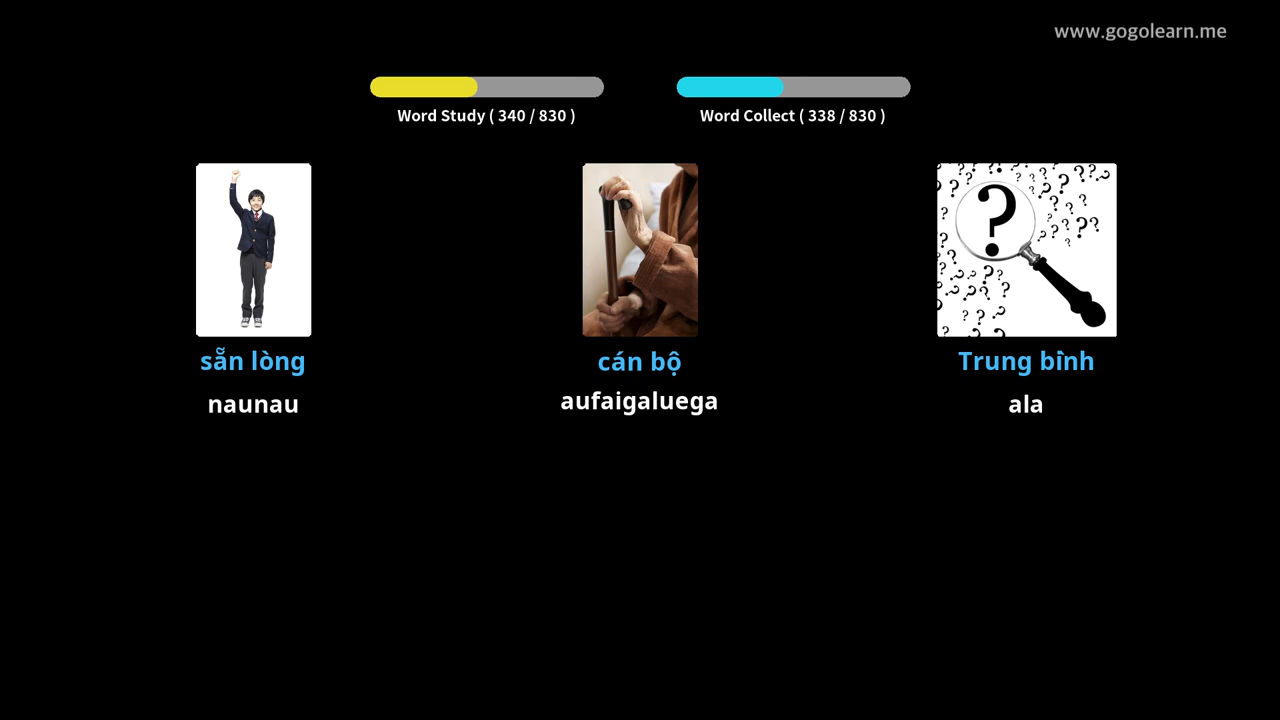 www.gogolearn.me
Word Study ( 340 / 830 )
Word Collect ( 338 / 830 )
sẵn lòng
cán bộ
Trung bình
naunau
aufaigaluega
ala